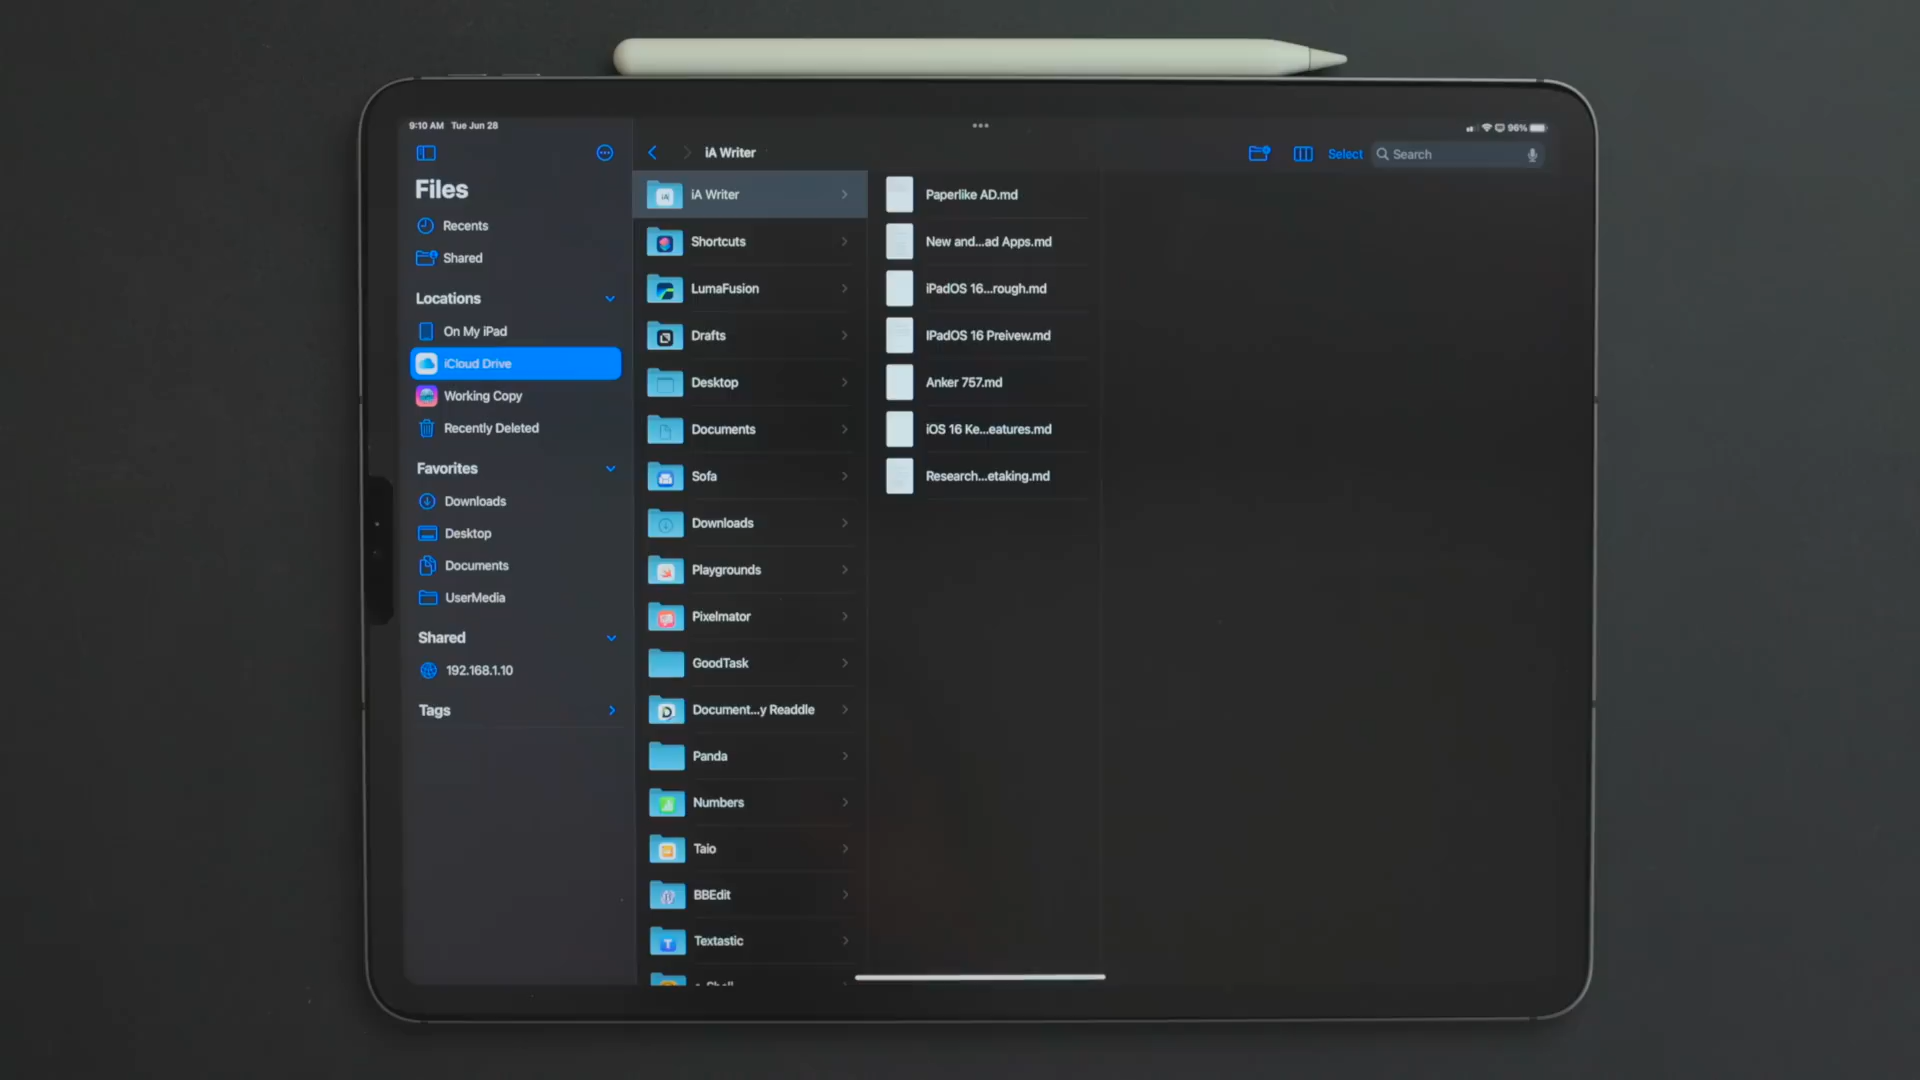 9:10 AM Tue Jun 28
96%
Files
Recents
Shared
Locations
On My iPad
iCloud Drive
Working Copy
Recently Deleted
Favorites
Downloads
Desktop
Documents
UserMedia
Shared
192.168.1.10
Tags
iA Writer
Select
Search
iA Writer
Shortcuts
LumaFusion
Drafts
Desktop
Documents
Sofa
Downloads
Playgrounds
Pixelmator
GoodTask
Document...y Readdle
Panda
Numbers
Taio
BBEdit
Textastic
Paperlike AD.md
New and...ad Apps.md
iPadOS 16...rough.md
IPadOS 16 Preivew.md
Anker 757.md
iOS 16 Ke...eatures.md
Research...etaking.md